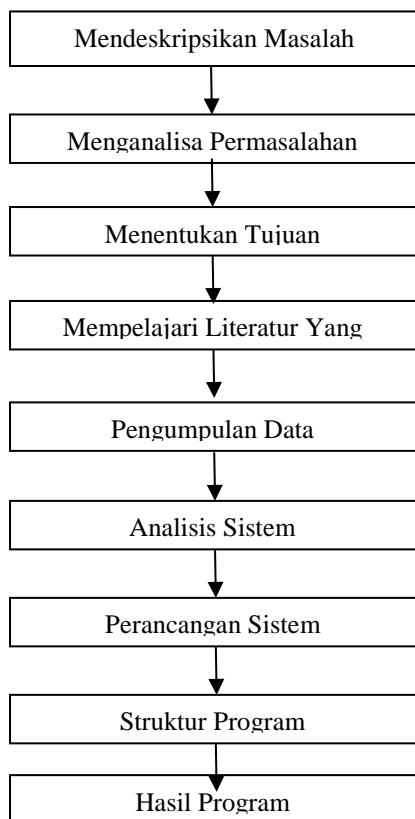 Mendeskripsikan Masalah
Menganalisa Permasalahan
Menentukan Tujuan
Mempelajari Literatur Yang
Pengumpulan Data
Analisis Sistem
Perancangan Sistem
Struktur Program
Hasil Program